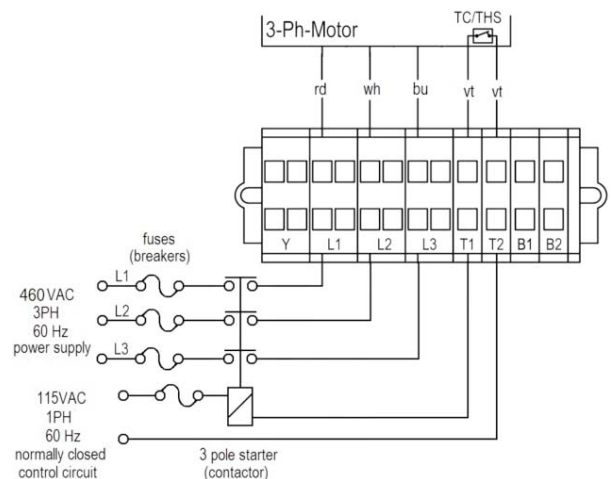 TC/THS
3-Ph-Motor
rd wh bu vt vt
Y L1 L2 L3 T1 T2 B1 B2
fuses
(breakers)
L1
460 VAC
L2
3PH
60 Hz
power supply
L3
115VAC
1PH
60 Hz
normally closed
control circuit
3 pole starter
(contactor)